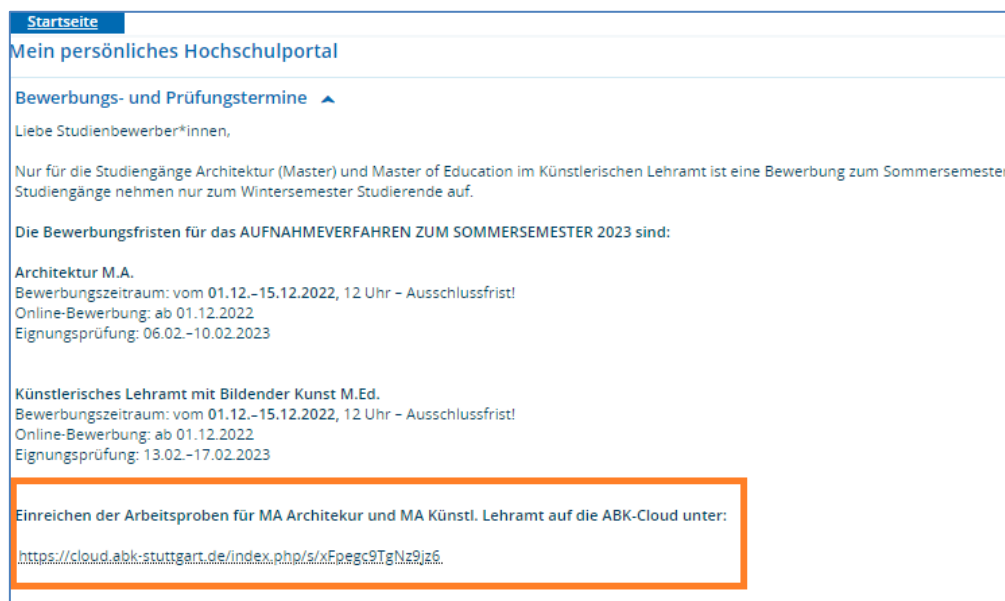 Startseite
Mein persönliches Hochschulportal
Bewerbungs- und Prüfungstermine
Liebe Studienbewerber*innen,
Nur für die Studiengänge Architektur (Master) und Master of Education im Künstlerischen Lehramt ist eine Bewerbung zum Sommersemester
Studiengänge nehmen nur zum Wintersemester Studierende auf.
Die Bewerbungsfristen für das AUFNAHMEVERFAHREN ZUM SOMMERSEMESTER 2023 sind:
Architektur M.A.
Bewerbungszeitraum: vom 01.12.–15.12.2022, 12 Uhr – Ausschlussfrist!
Online-Bewerbung: ab 01.12.2022
Eignungsprüfung: 06.02.–10.02.2023
Künstlerisches Lehramt mit Bildender Kunst M.Ed.
Bewerbungszeitraum: vom 01.12.–15.12.2022, 12 Uhr – Ausschlussfrist!
Online-Bewerbung: ab 01.12.2022
Eignungsprüfung: 13.02.–17.02.2023
Einreichen der Arbeitsproben für MA Architekur und MA Künstl. Lehramt auf die ABK-Cloud unter:
https://cloud.abk-stuttgart.de/index.php/s/xFpegc9TgNz9jz6